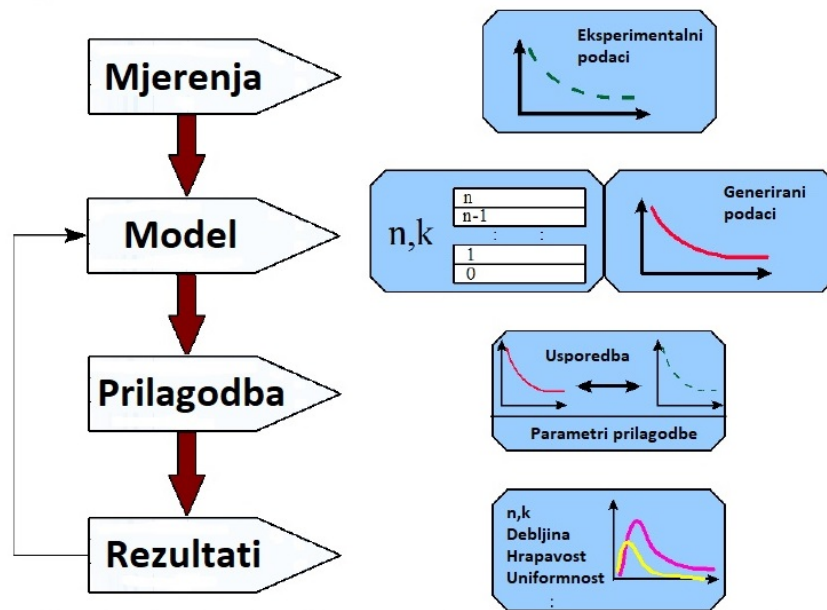 Mjerenja
Eksperimentalni
podaci
Model
n,k
n
n-1
: :
1
0
Generirani
podaci
Prilagodba
Usporedba
Parametri prilagodbe
Rezultati
n,k
Debljina
Hrapavost
Uniformnost
: